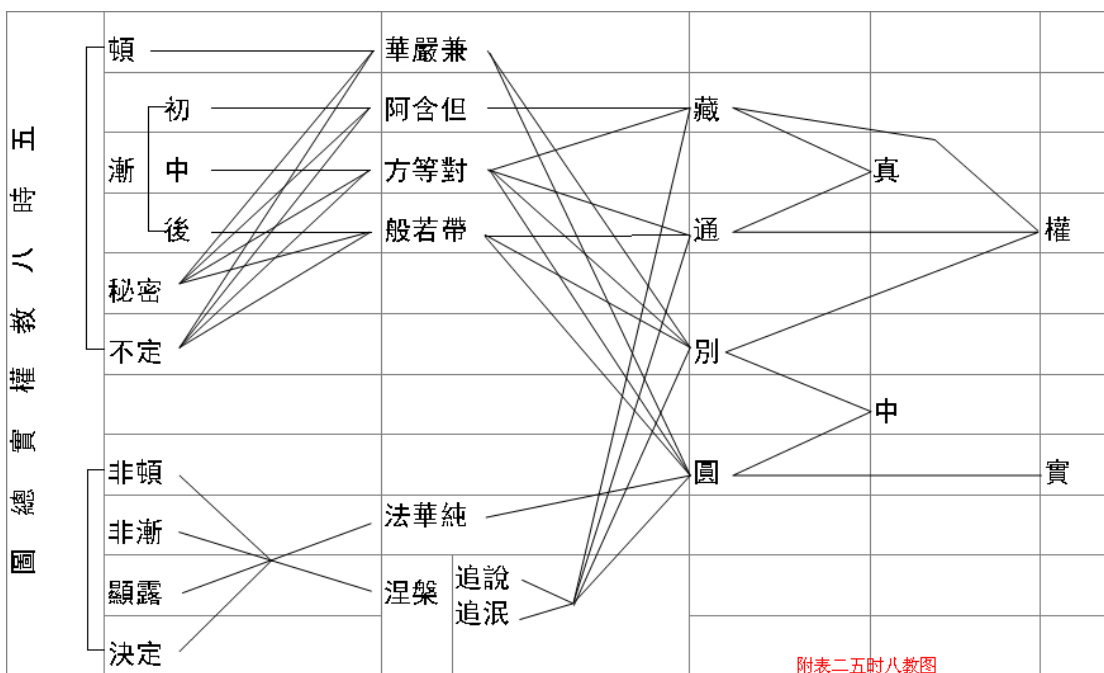 五時八教權實總圖
頓 華嚴兼
初 阿含但 藏
漸 中 方等對 真
後 般若帶 通 權
秘密
不定 別
中
非頓 圓 實
法華純
非漸
顯露 涅槃 追說
追泯
決定
附表二五时八教图